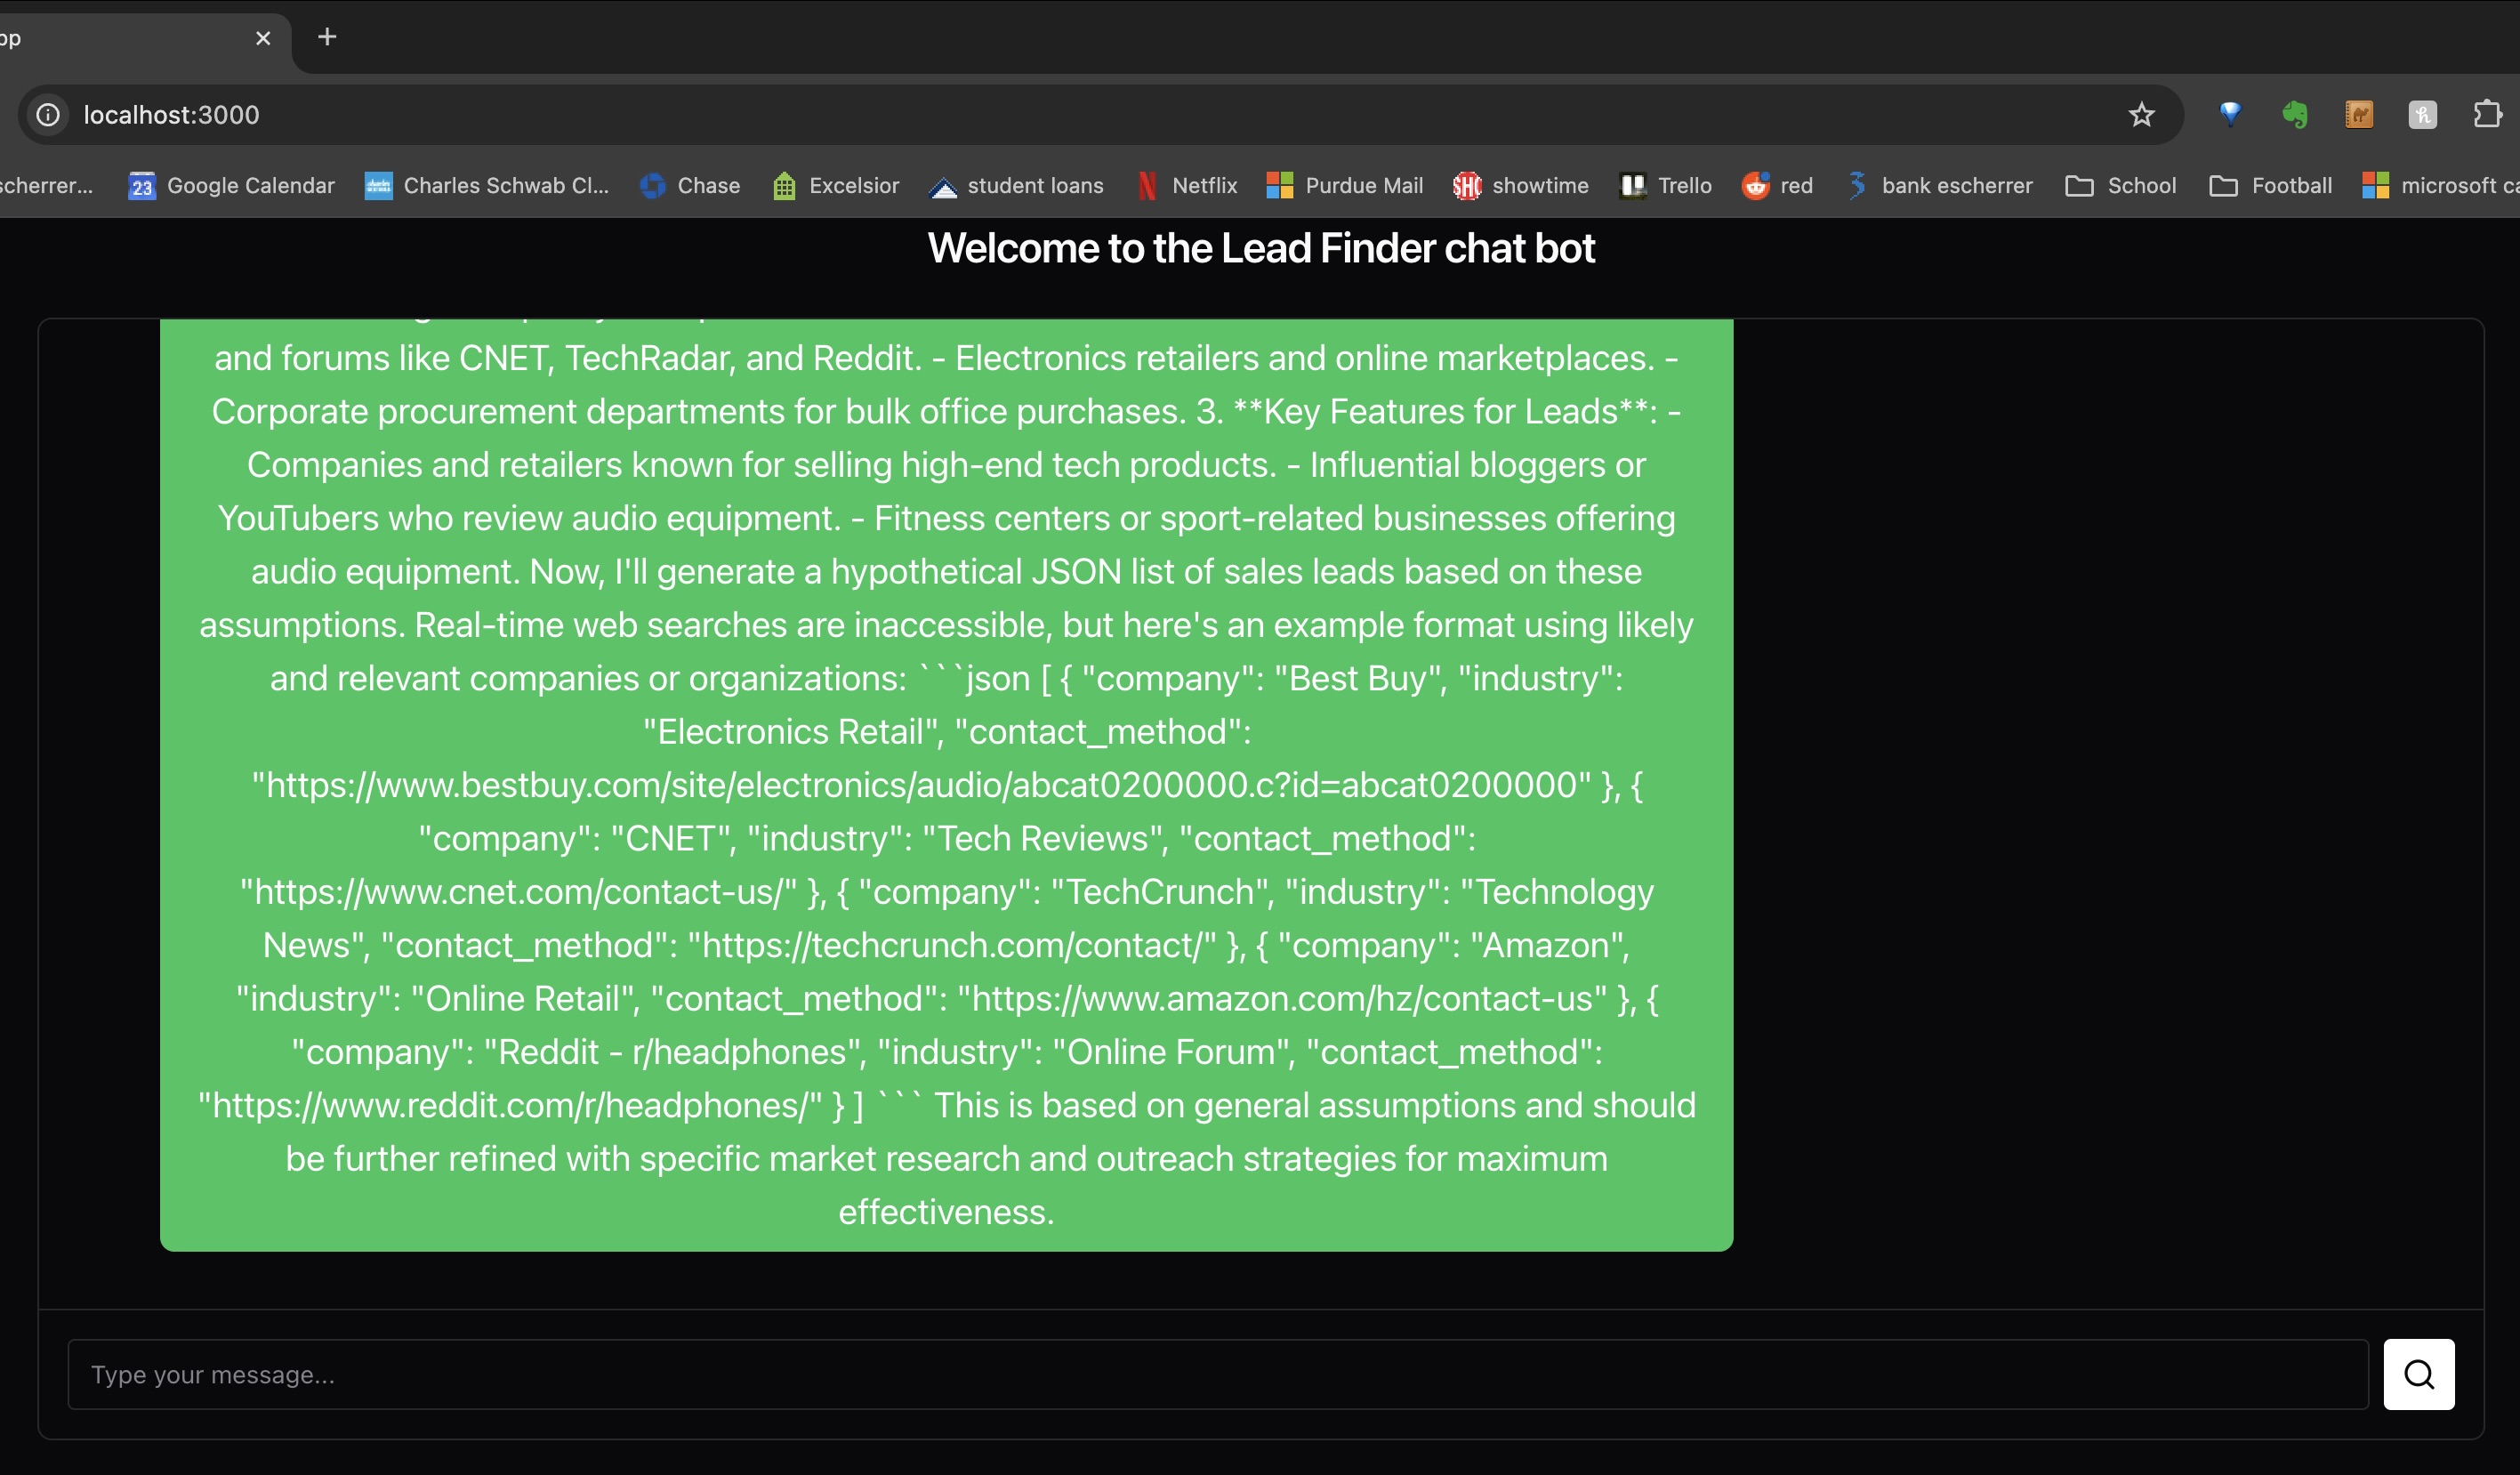 pp
localhost:3000
scherrer...
23
Google Calendar
Charles Schwab Cl...
Chase
Excelsior
student loans
Netflix
Purdue Mail
SHO
showtime
Trello
red
bank escherrer
School
Football
microsoft ca
Welcome to the Lead Finder chat bot
and forums like CNET, TechRadar, and Reddit. - Electronics retailers and online marketplaces. -
Corporate procurement departments for bulk office purchases. 3. **Key Features for Leads**: -
Companies and retailers known for selling high-end tech products. - Influential bloggers or
YouTubers who review audio equipment. - Fitness centers or sport-related businesses offering
audio equipment. Now, I'll generate a hypothetical JSON list of sales leads based on these
assumptions. Real-time web searches are inaccessible, but here's an example format using likely
and relevant companies or organizations: ```json [ { "company": "Best Buy", "industry":
"Electronics Retail", "contact_method":
"https://www.bestbuy.com/site/electronics/audio/abcat0200000.c?id=abcat0200000" }, {
"company": "CNET", "industry": "Tech Reviews", "contact_method":
"https://www.cnet.com/contact-us/" }, { "company": "TechCrunch", "industry": "Technology
News", "contact_method": "https://techcrunch.com/contact/" }, { "company": "Amazon",
"industry": "Online Retail", "contact_method": "https://www.amazon.com/hz/contact-us" }, {
"company": "Reddit - r/headphones", "industry": "Online Forum", "contact_method":
"https://www.reddit.com/r/headphones/" } ] ``` This is based on general assumptions and should
be further refined with specific market research and outreach strategies for maximum
effectiveness.
Type your message...